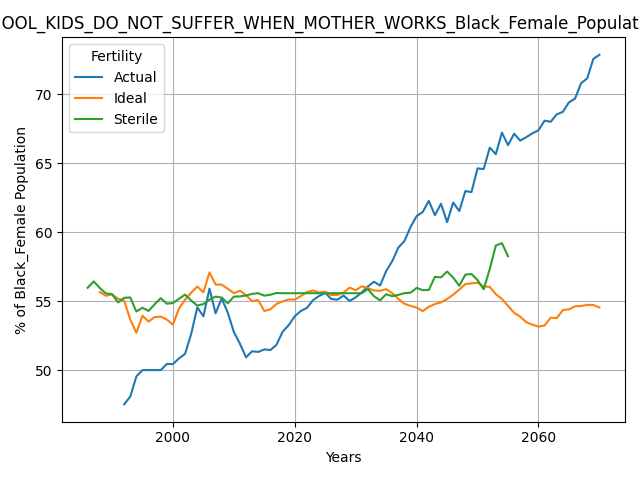 OOL_KIDS_DO_NOT_SUFFER_WHEN_MOTHER_WORKS_Black_Female_Populat
Fertility
Actual
Ideal
Sterile
% of Black_Female Population
70
65
60
55
50
2000
2020
2040
2060
Years